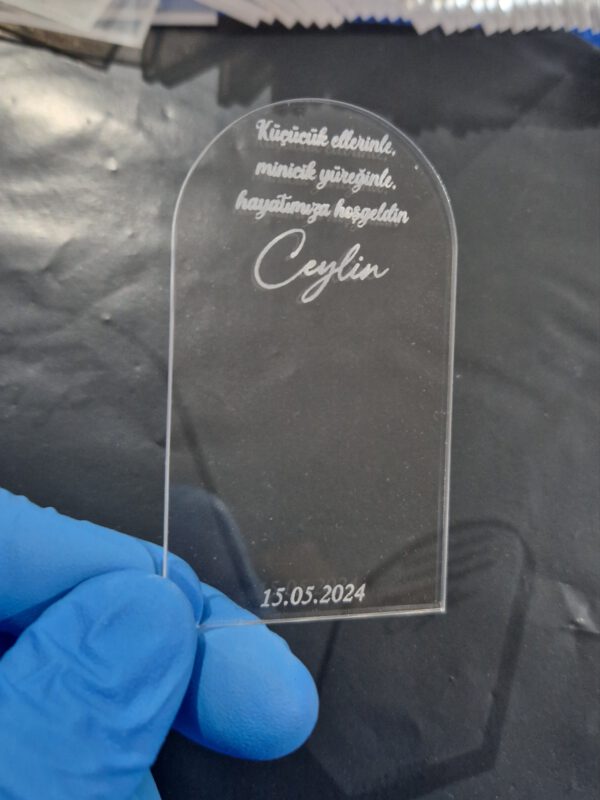 Küçücük ellerinle,
minicik yüreğinle,
hayatımıza hoşgeldin
Ceylin
15.05.2024